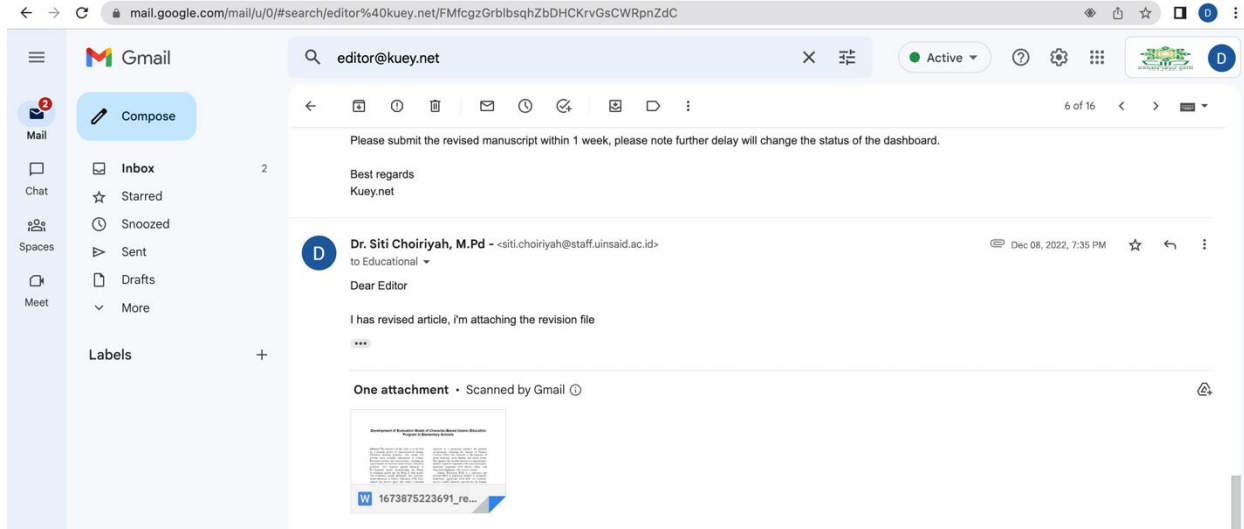 mail.google.com/mail/u/0/#search/editor%40kuey.net/FMfcgzGrblbsqhZbDHCKrvGsCWRpnZdC
Gmail
editor@kuey.net
Active
D
2
Mail
Compose
6 of 16
Please submit the revised manuscript within 1 week, please note further delay will change the status of the dashboard.
Inbox 2
Best regards
Kuey.net
Chat
Starred
Snoozed
Spaces
Sent
Drafts
Meet
More
D
Dr. Siti Choiriyah, M.Pd - <siti.choiriyah@staff.uinsaid.ac.id>
Dec 08, 2022, 7:35 PM
to Educational
Dear Editor
I has revised article, i'm attaching the revision file
Labels
One attachment • Scanned by Gmail
Development of Evaluation Model of Character-Based Islamic Education
Program in Elementary Schools
W 1673875223691_re...